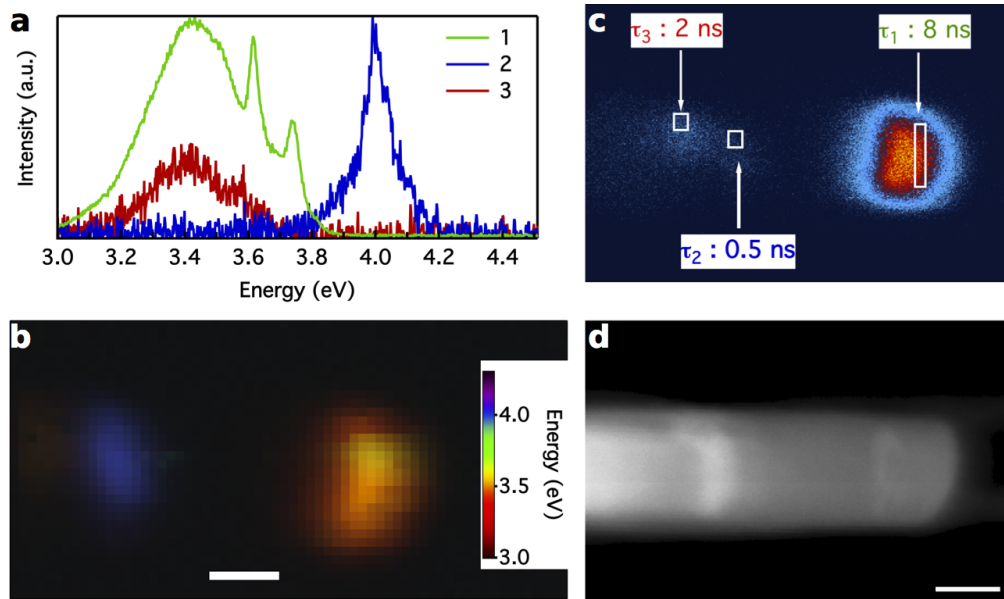 a
Intensity (a.u.)
1
2
3
3.0 3.2 3.4 3.6 3.8 4.0 4.2 4.4
Energy (eV)
c
τ3 : 2 ns
τ1 : 8 ns
τ2 : 0.5 ns
b
4.0
3.5
3.0
Energy (eV)
d